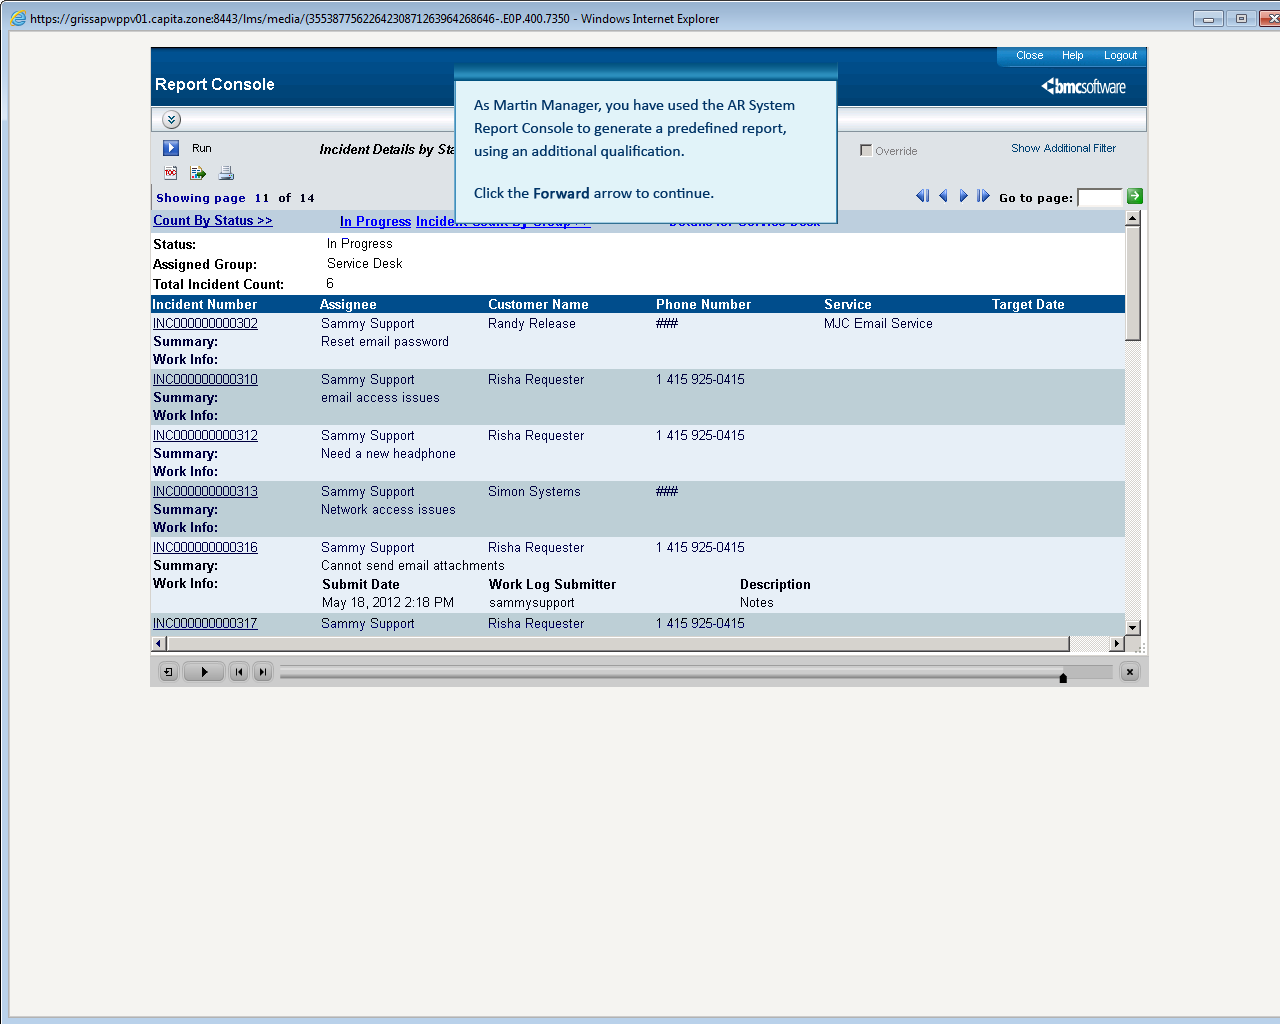 https://grissapwppv01.capita.zone:8443/lms/media/(355387756226423087126396426864 6-.E0P.400.7350 - Windows Internet Explorer
Close Help Logout
Report Console
bmcsoftware
As Martin Manager, you have used the AR System
Report Console to generate a predefined report,
using an additional qualification.
Click the Forward arrow to continue.
Run
Incident Details by Sta
Override
Show Additional Filter
TOC
Showing page 11 of 14
Go to page:
Count By Status >> In Progress Incident Count By Group >> Details for Service Desk
Status: In Progress
Assigned Group: Service Desk
Total Incident Count: 6
Incident Number Assignee Customer Name Phone Number Service Target Date
INC000000000302 Sammy Support Randy Release ### MJC Email Service
Summary: Reset email password
Work Info:
INC000000000310 Sammy Support Risha Requester 1 415 925-0415
Summary: email access issues
Work Info:
INC000000000312 Sammy Support Risha Requester 1 415 925-0415
Summary: Need a new headphone
Work Info:
INC000000000313 Sammy Support Simon Systems ###
Summary: Network access issues
Work Info:
INC000000000316 Sammy Support Risha Requester 1 415 925-0415
Summary: Cannot send email attachments
Work Info: Submit Date Work Log Submitter Description
May 18, 2012 2:18 PM sammysupport Notes
INC000000000317 Sammy Support Risha Requester 1 415 925-0415